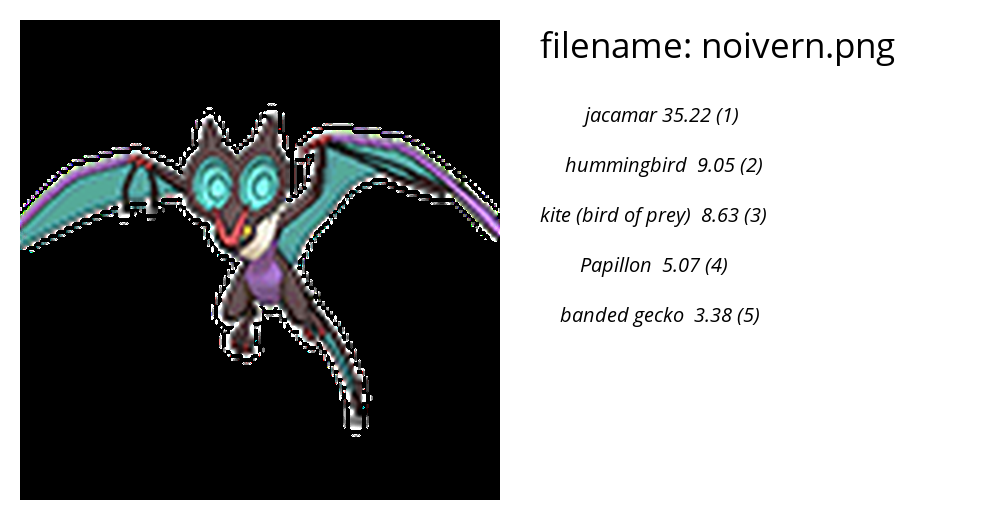 filename: noivern.png
jacamar 35.22 (1)
hummingbird 9.05 (2)
kite (bird of prey) 8.63 (3)
Papillon 5.07 (4)
banded gecko 3.38 (5)